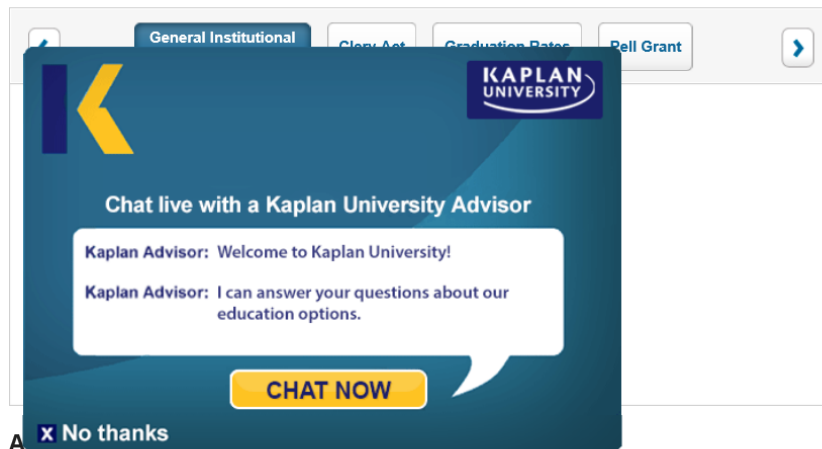 General Institutional
Clery Act
Graduation Rates
Pell Grant
KAPLAN
UNIVERSITY
Chat live with a Kaplan University Advisor
Kaplan Advisor: Welcome to Kaplan University!
Kaplan Advisor: I can answer your questions about our
education options.
CHAT NOW
x No thanks
A